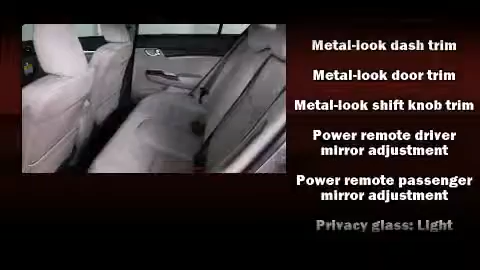 Metal-look dash trim
Metal-look door trim
Metal-look shift knob trim
Power remote driver
mirror adjustment
Power remote passenger
mirror adjustment
Privacy glass: Light